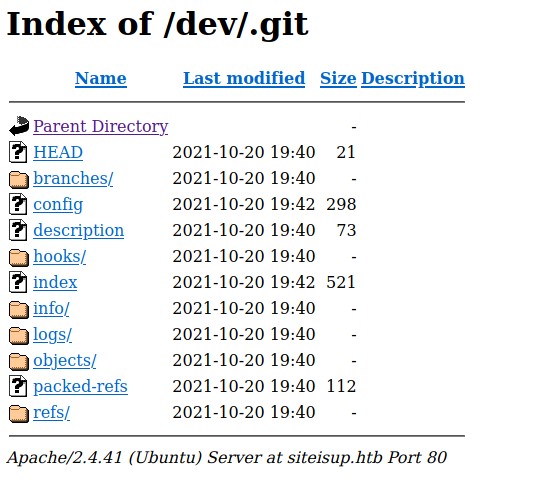 Index of /dev/.git
Name Last modified Size Description
Parent Directory -
HEAD 2021-10-20 19:40 21
branches/ 2021-10-20 19:40 -
config 2021-10-20 19:42 298
description 2021-10-20 19:40 73
hooks/ 2021-10-20 19:40 -
index 2021-10-20 19:42 521
info/ 2021-10-20 19:40 -
logs/ 2021-10-20 19:40 -
objects/ 2021-10-20 19:40 -
packed-refs 2021-10-20 19:40 112
refs/ 2021-10-20 19:40 -
Apache/2.4.41 (Ubuntu) Server at siteisup.htb Port 80